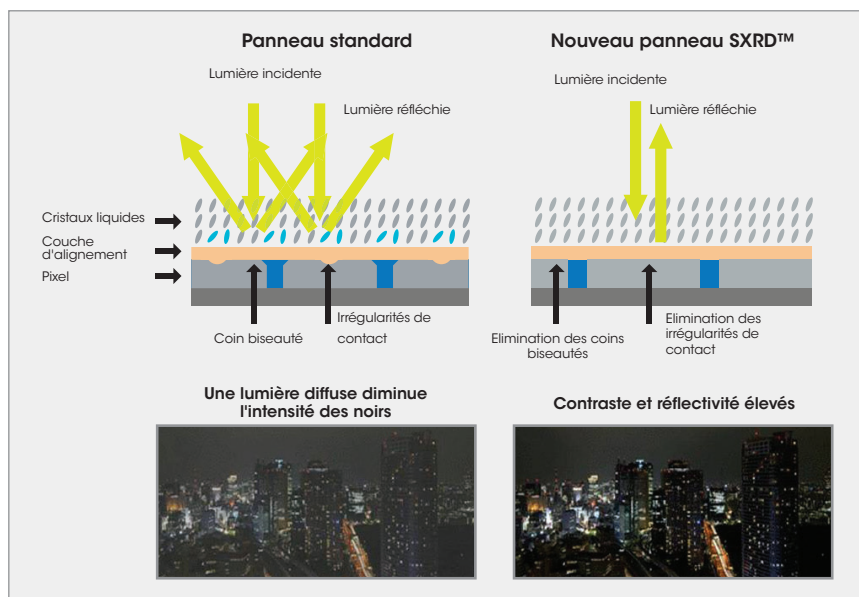 Panneau standard
Nouveau panneau SXRD™
Lumière incidente
Lumière réfléchie
Lumière incidente
Lumière réfléchie
Cristaux liquides
Couche
d'alignement
Pixel
Coin biseauté
Irrégularités de
contact
Elimination des coins
biseautés
Elimination des
irrégularités de
contact
Une lumière diffuse diminue
l'intensité des noirs
Contraste et réflectivité élevés